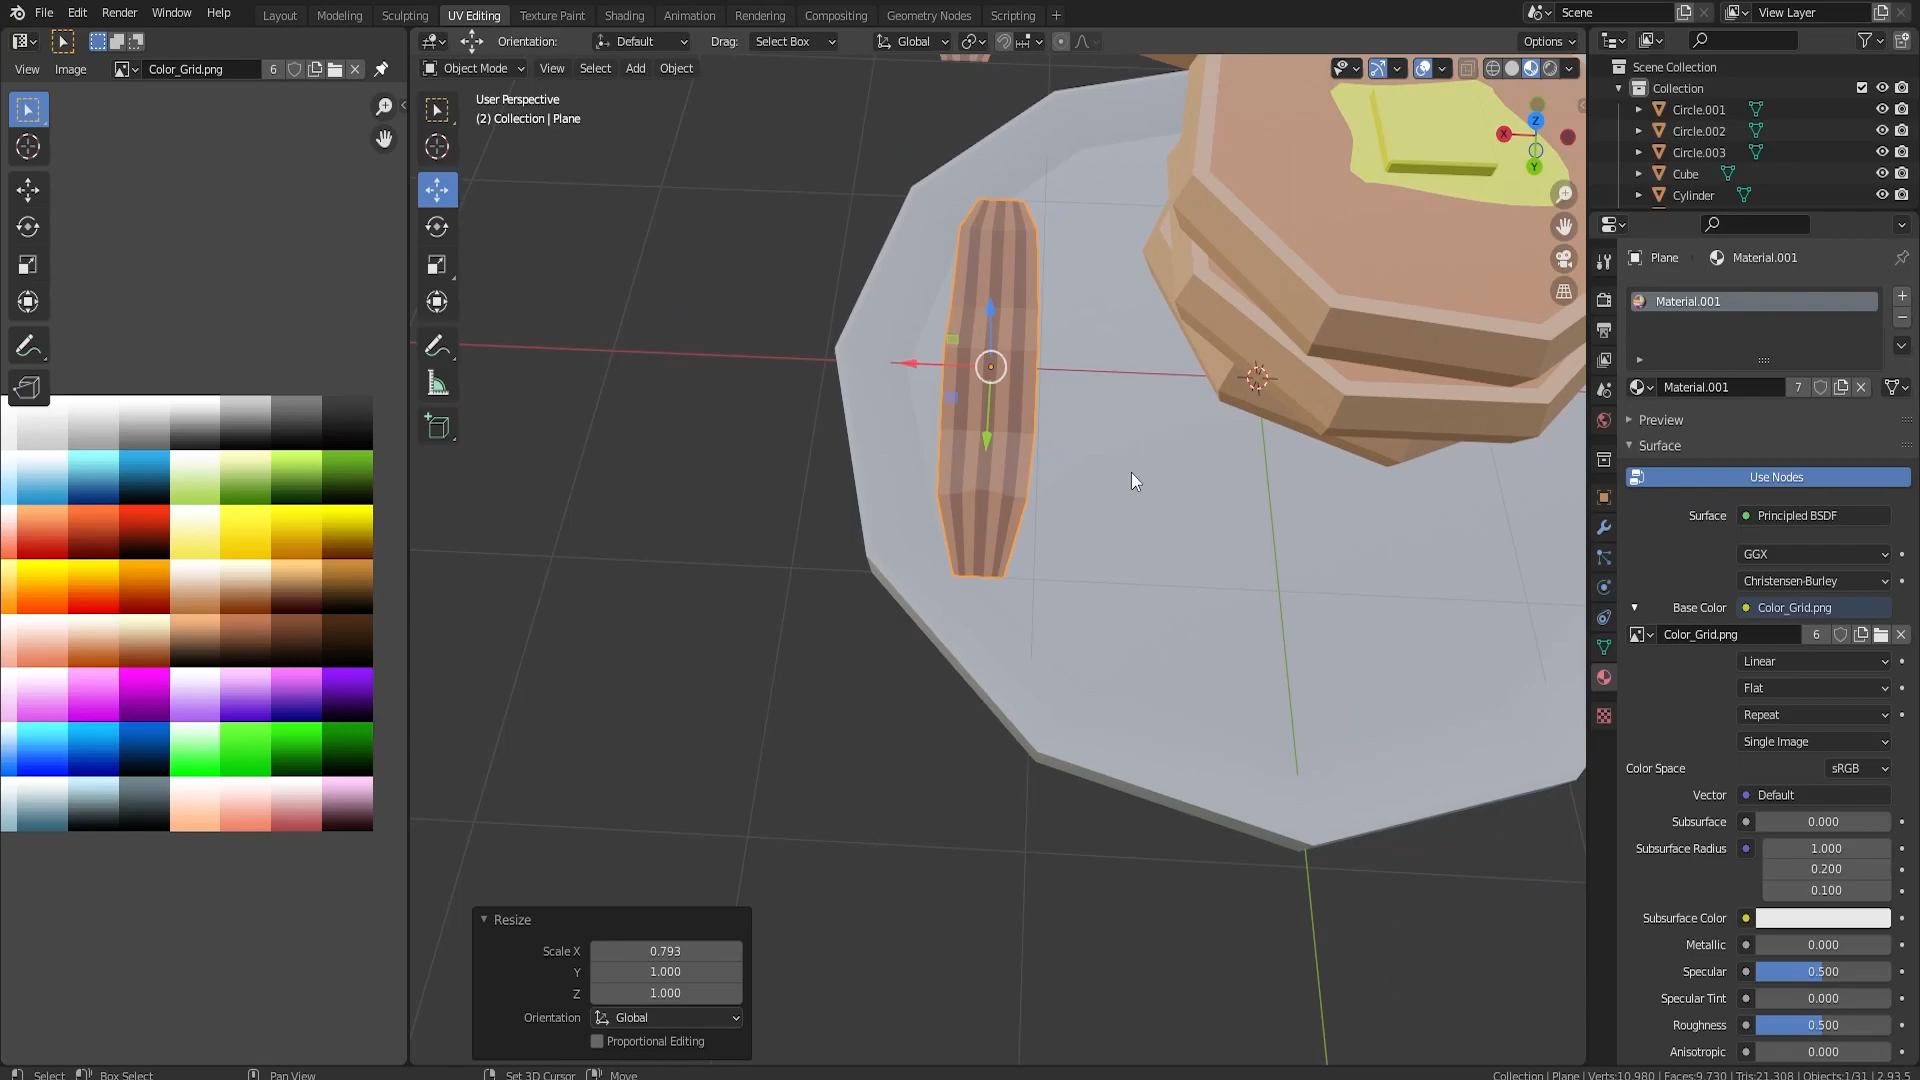 File Edit Render Window Help Layout Modeling Sculpting UV Editing Texture Paint Shading Animation Rendering Compositing Geometry Nodes Scripting + Scene View Layer
Orientation: Default Drag: Select Box Global Options
View Image Color_Grid.png 6
Object Mode View Select Add Object
User Perspective
(2) Collection | Plane
X
Z
Y
Scene Collection
Collection
Circle.001
Circle.002
Circle.003
Cube
Cylinder
Plane Material.001
Material.001
Material.001 7
Preview
Surface
Use Nodes
Surface Principled BSDF
GGX
Christensen-Burley
Base Color Color_Grid.png
Color_Grid.png 6
Linear
Flat
Repeat
Single Image
Color Space sRGB
Vector Default
Subsurface 0.000
Subsurface Radius 1.000
0.200
0.100
Subsurface Color
Metallic 0.000
Specular 0.500
Specular Tint 0.000
Roughness 0.500
Anisotropic 0.000
Resize
Scale X 0.793
Y 1.000
Z 1.000
Orientation Global
Proportional Editing
Select Box Select Pan View Set 3D Cursor Move Collection | Plane | Verts:10,980 | Faces:9,730 | Tris:21,308 | Objects:1/31 | 2.93.5